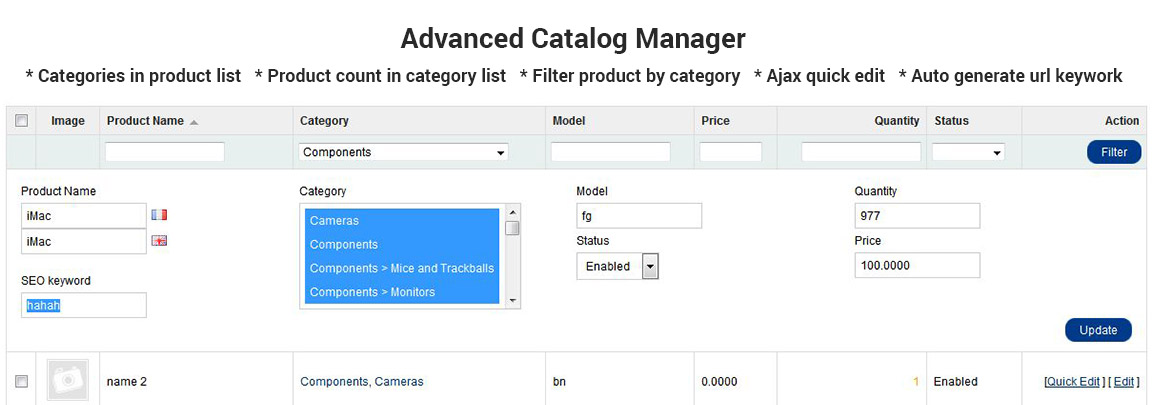 Advanced Catalog Manager
* Categories in product list * Product count in category list * Filter product by category * Ajax quick edit * Auto generate url keywork
Image Product Name Category Model Price Quantity Status Action
Components Filter
Product Name Category Model Quantity
iMac Cameras fg 977
iMac Components Status Price
Components > Mice and Trackballs Enabled 100.0000
SEO keyword Components > Monitors
hahah
Update
name 2 Components, Cameras bn 0.0000 1 Enabled [Quick Edit ] [ Edit ]